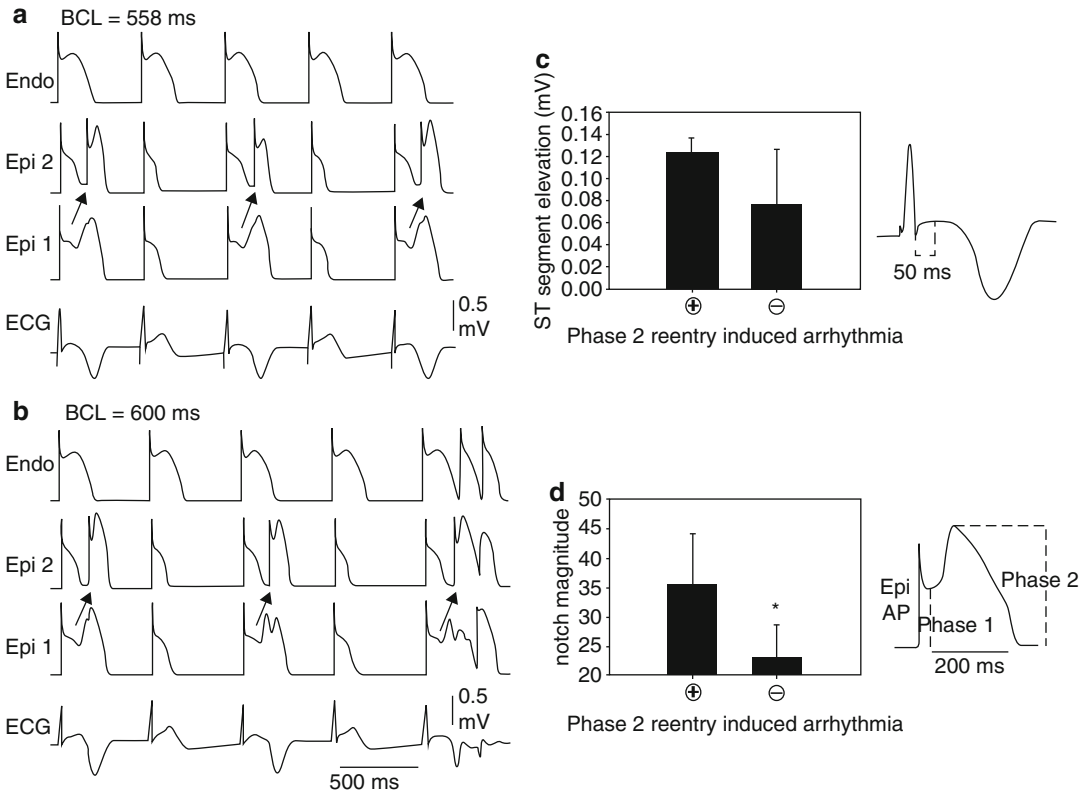 a
BCL = 558 ms
Endo
Epi 2
Epi 1
ECG
0.5
mV
b
BCL = 600 ms
Endo
Epi 2
Epi 1
ECG
0.5
mV
500 ms
c
ST segment elevation (mV)
0.16
0.14
0.12
0.10
0.08
0.06
0.04
0.02
0.00
+
−
Phase 2 reentry induced arrhythmia
50 ms
d
notch magnitude
50
45
40
35
30
25
20
*
+
−
Phase 2 reentry induced arrhythmia
Epi
AP
Phase 1
Phase 2
200 ms